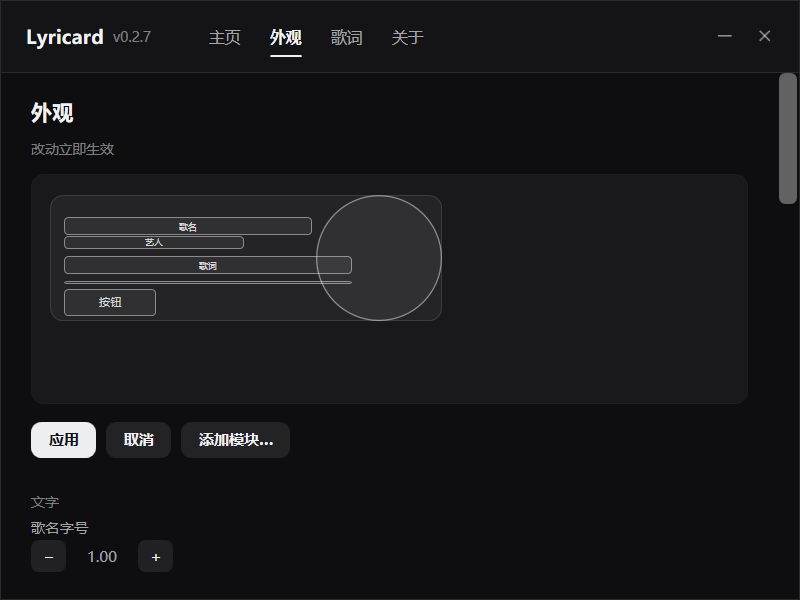 Lyricard v0.2.7 主页 外观 歌词 关于
外观
改动立即生效
歌名
艺人
歌词
按钮
应用 取消 添加模块...
文字
歌名字号
− 1.00 +